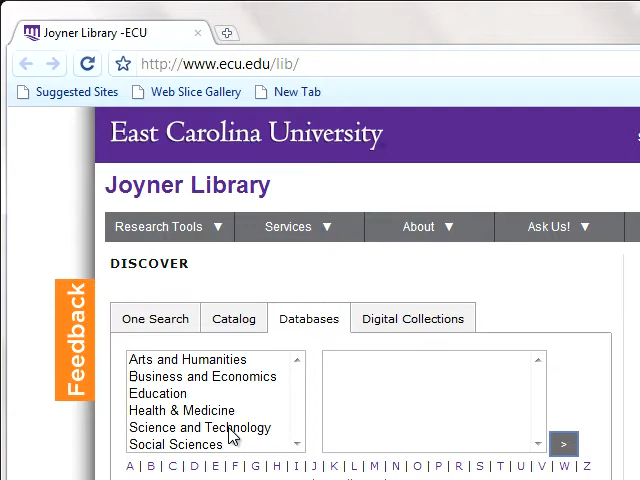 Joyner Library -ECU
http://www.ecu.edu/lib/
Suggested Sites Web Slice Gallery New Tab
East Carolina University
Joyner Library
Research Tools ▼ Services ▼ About ▼ Ask Us! ▼
DISCOVER
Feedback
One Search Catalog Databases Digital Collections
Arts and Humanities
Business and Economics
Education
Health & Medicine
Science and Technology
Social Sciences
>
A | B | C | D | E | F | G | H | I | J | K | L | M | N | O | P | R | S | T | U | V | W | Z